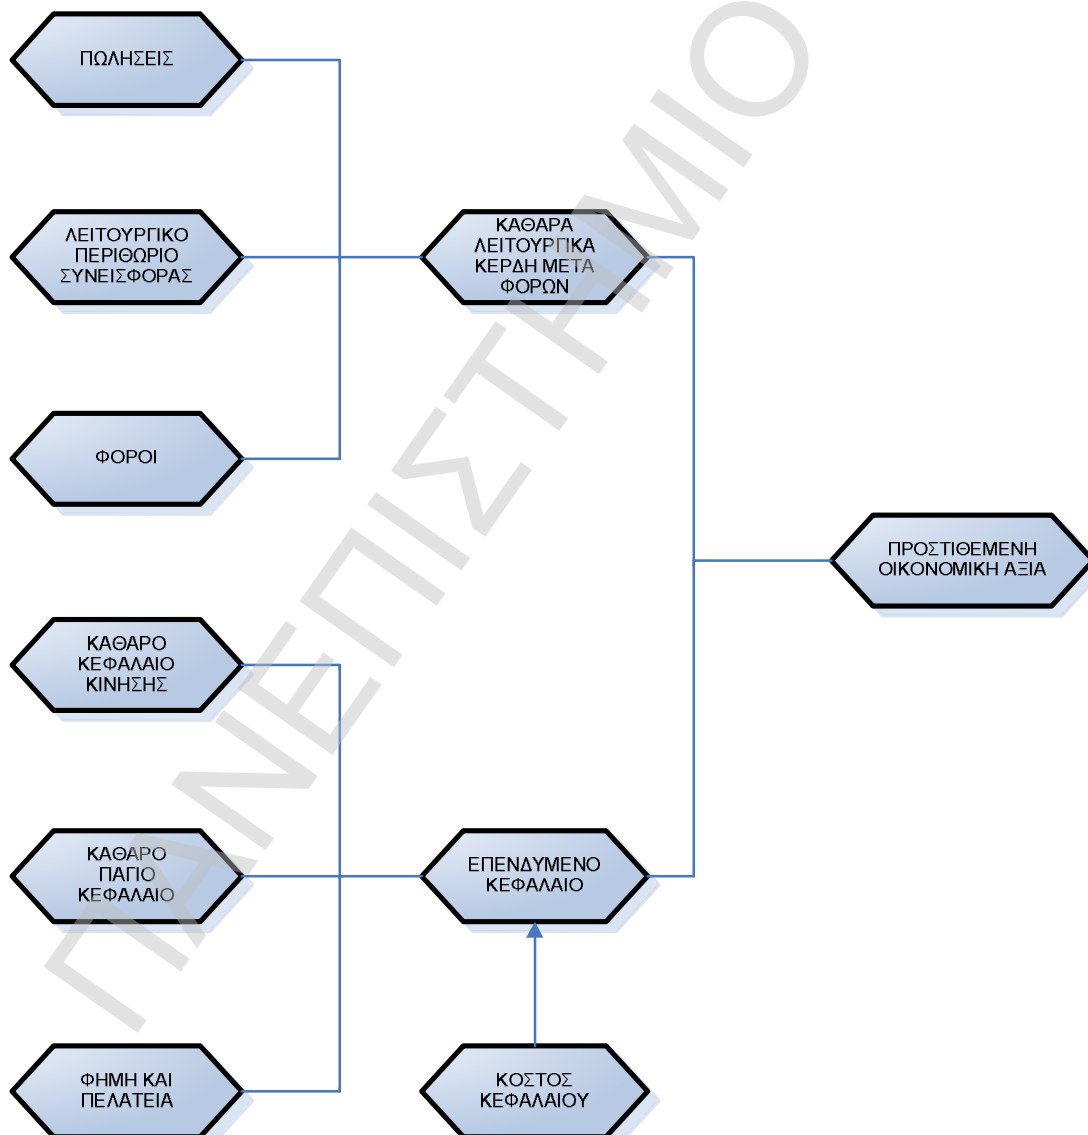 ΠΩΛΗΣΕΙΣ
ΛΕΙΤΟΥΡΓΙΚΟ
ΠΕΡΙΘΩΡΙΟ
ΣΥΝΕΙΣΦΟΡΑΣ
ΚΑΘΑΡΑ
ΛΕΙΤΟΥΡΓΙΚΑ
ΚΕΡΔΗ ΜΕΤΑ
ΦΟΡΩΝ
ΦΟΡΟΙ
ΠΡΟΣΤΙΘΕΜΕΝΗ
ΟΙΚΟΝΟΜΙΚΗ ΑΞΙΑ
ΚΑΘΑΡΟ
ΚΕΦΑΛΑΙΟ
ΚΙΝΗΣΗΣ
ΚΑΘΑΡΟ
ΠΑΓΙΟ
ΚΕΦΑΛΑΙΟ
ΕΠΕΝΔΥΜΕΝΟ
ΚΕΦΑΛΑΙΟ
ΦΗΜΗ ΚΑΙ
ΠΕΛΑΤΕΙΑ
ΚΟΣΤΟΣ
ΚΕΦΑΛΑΙΟΥ
ΠΑΝΕΠΙΣΤΗΜΙΟ